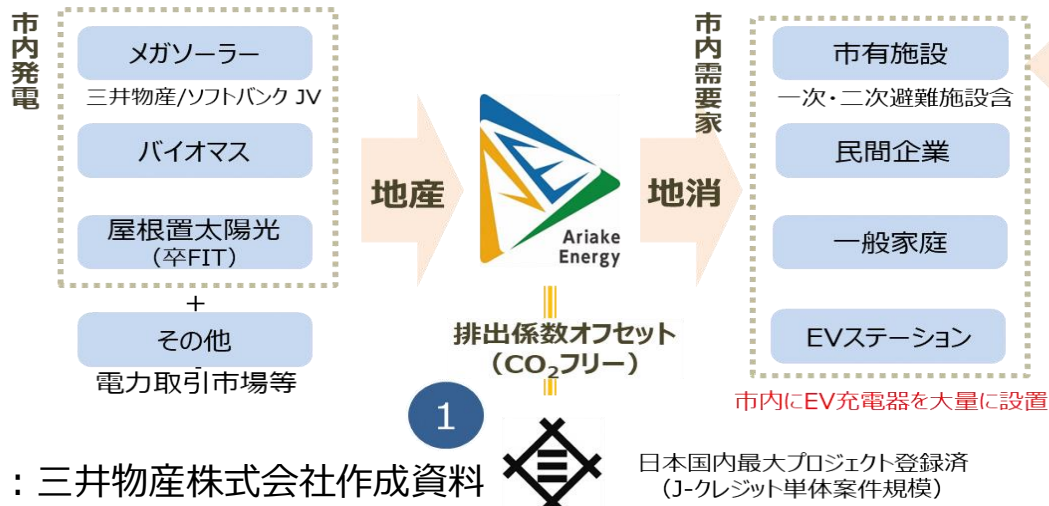 市内発電
メガソーラー
三井物産/ソフトバンク JV
バイオマス
屋根置太陽光
(卒FIT)
+
その他
電力取引市場等
地産
Ariake
Energy
地消
排出係数オフセット
(CO₂フリー)
1
市内需要家
市有施設
一次・二次避難施設含
民間企業
一般家庭
EVステーション
市内にEV充電器を大量に設置
:三井物産株式会社作成資料
日本国内最大プロジェクト登録済
(J-クレジット単体案件規模)